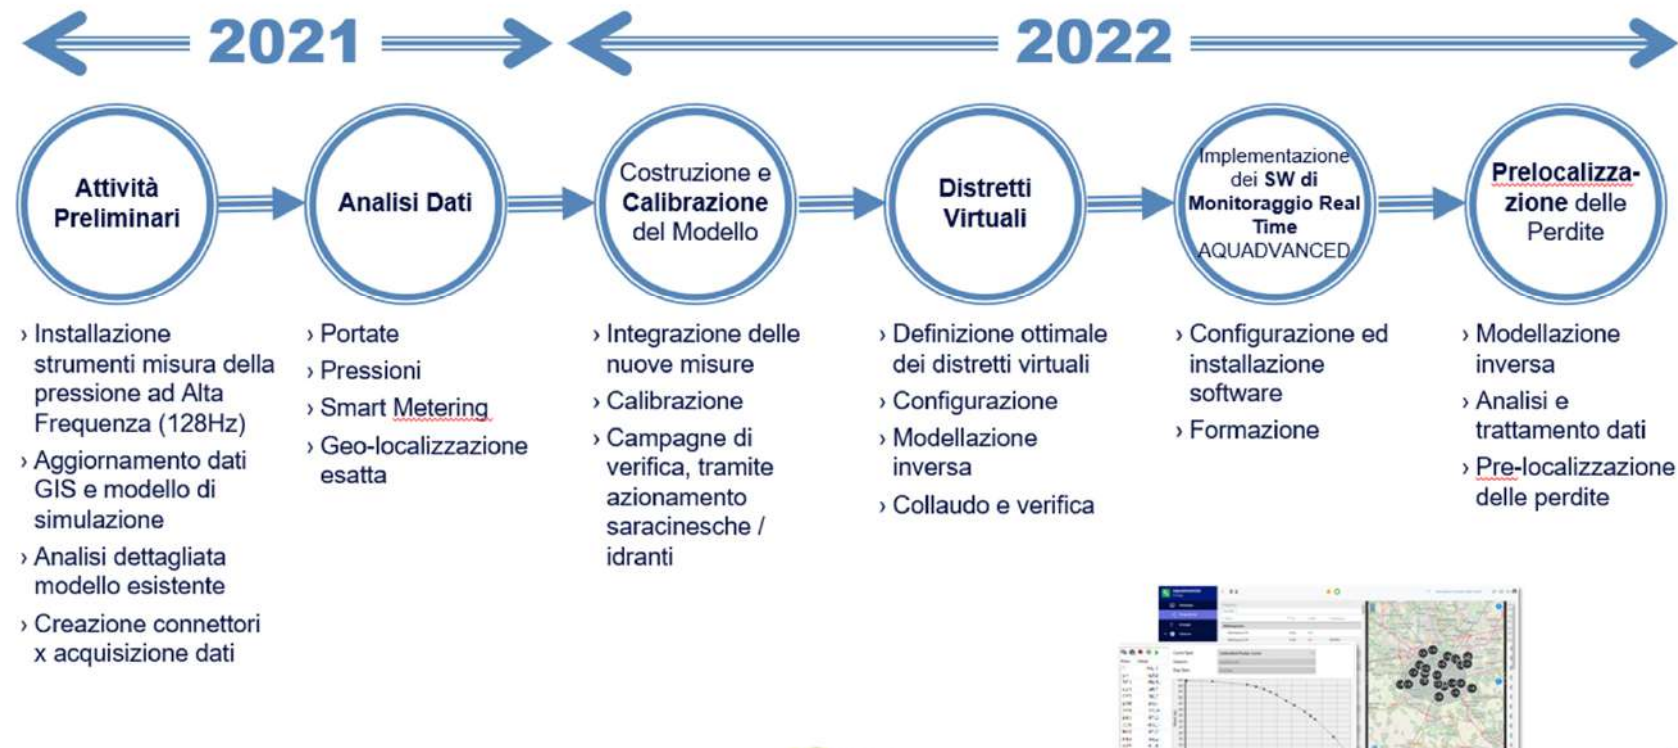 2021
2022
Attività
Preliminari
Analisi Dati
Costruzione e
Calibrazione
del Modello
Distretti
Virtuali
Implementazione
dei SW di
Monitoraggio Real
Time
AQUADVANCED
Prelocalizza-
zione delle
Perdite
› Installazione
strumenti misura della
pressione ad Alta
Frequenza (128Hz)
› Aggiornamento dati
GIS e modello di
simulazione
› Analisi dettagliata
modello esistente
› Creazione connettori
x acquisizione dati
› Portate
› Pressioni
› Smart Metering
› Geo-localizzazione
esatta
› Integrazione delle
nuove misure
› Calibrazione
› Campagne di
verifica, tramite
azionamento
saracinesche /
idranti
› Definizione ottimale
dei distretti virtuali
› Configurazione
› Modellazione
inversa
› Collaudo e verifica
› Configurazione ed
installazione
software
› Formazione
› Modellazione
inversa
› Analisi e
trattamento dati
› Pre-localizzazione
delle perdite